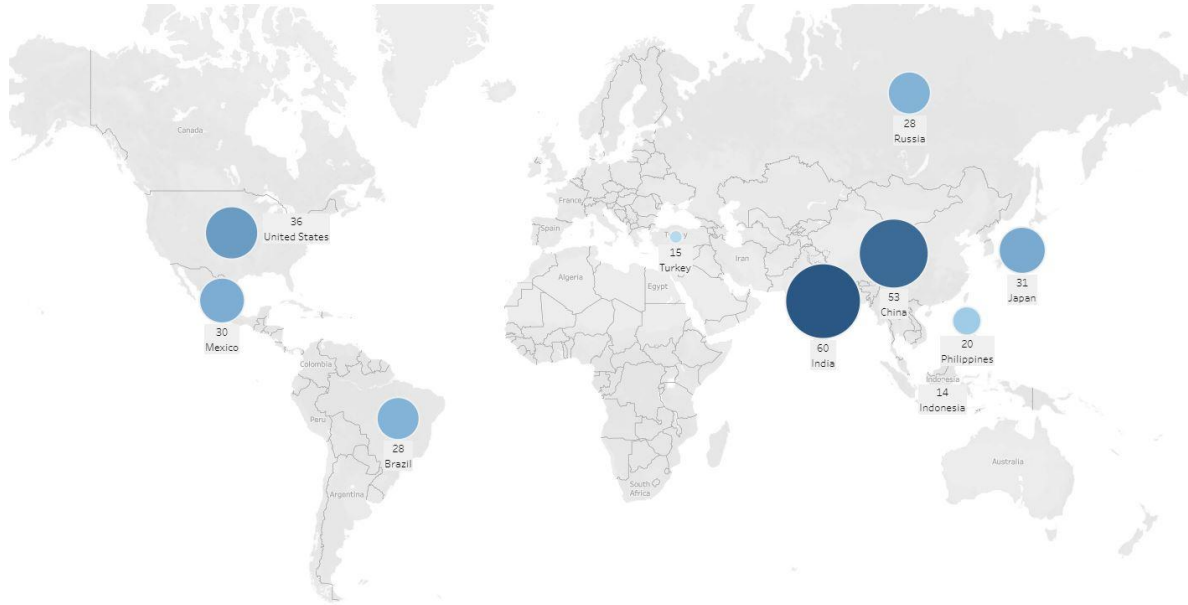 28
Russia
Canada
36
United States
France
Spain
15
Turkey
Iran
Algeria
Egypt
53
China
31
Japan
30
Mexico
60
India
20
Philippines
Colombia
Indonesia
14
Indonesia
Peru
28
Brazil
Australia
South
Africa
Argentina